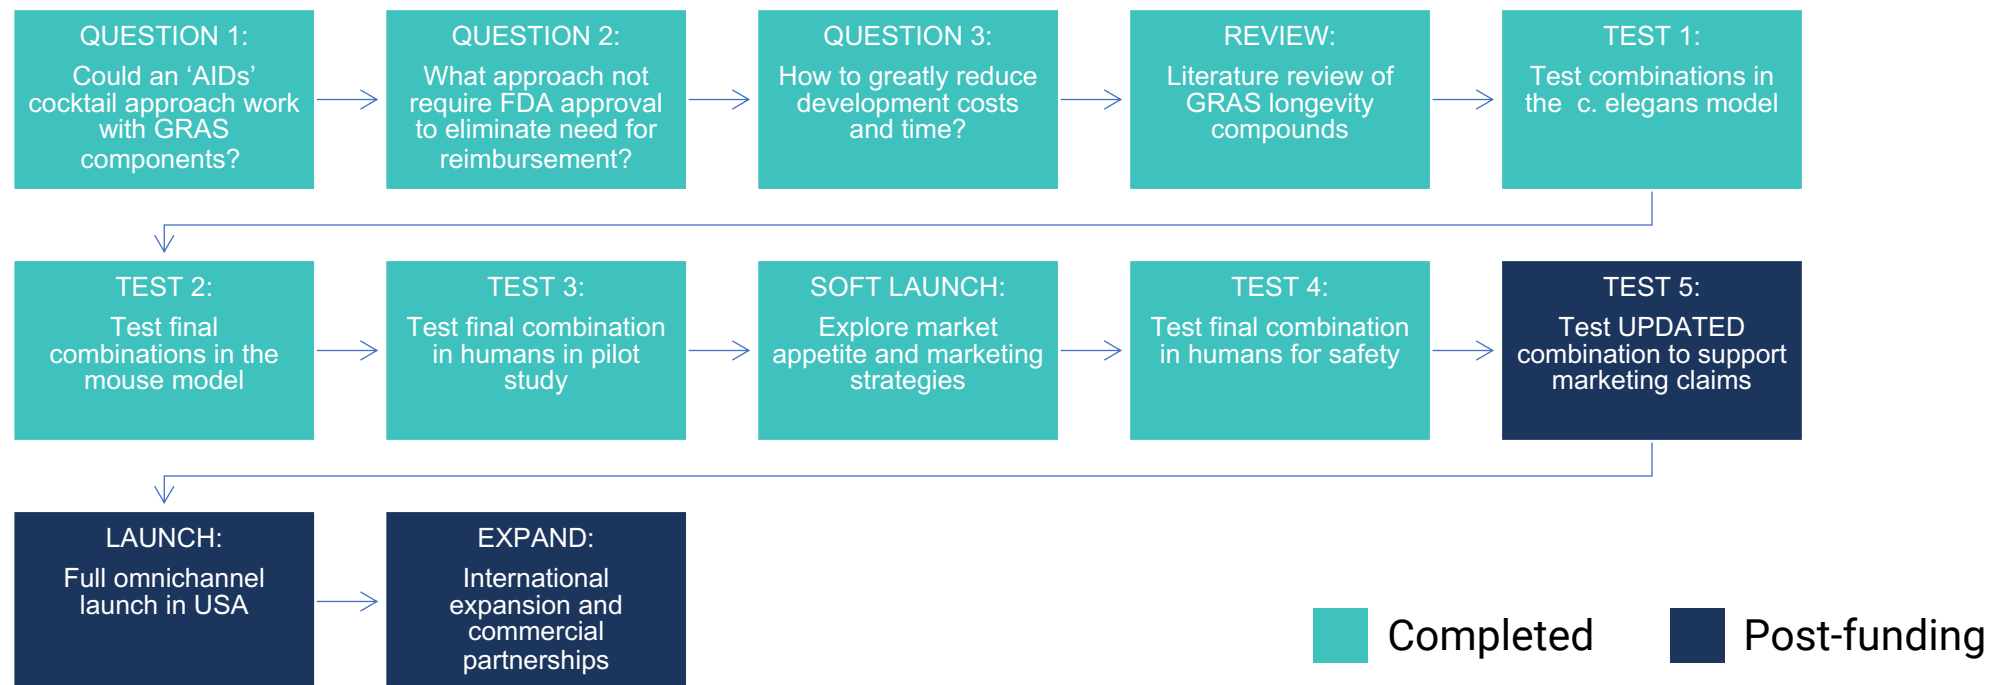 QUESTION 1:
Could an ‘AIDs’
cocktail approach work
with GRAS
components?
QUESTION 2:
What approach not
require FDA approval
to eliminate need for
reimbursement?
QUESTION 3:
How to greatly reduce
development costs
and time?
REVIEW:
Literature review of
GRAS longevity
compounds
TEST 1:
Test combinations in
the  c. elegans model
TEST 2:
Test final
combinations in the
mouse model
TEST 3:
Test final combination
in humans in pilot
study
SOFT LAUNCH:
Explore market
appetite and marketing
strategies
TEST 4:
Test final combination
in humans for safety
TEST 5:
Test UPDATED
combination to support
marketing claims
LAUNCH:
Full omnichannel
launch in USA
EXPAND:
International
expansion and
commercial
partnerships
Completed
Post-funding